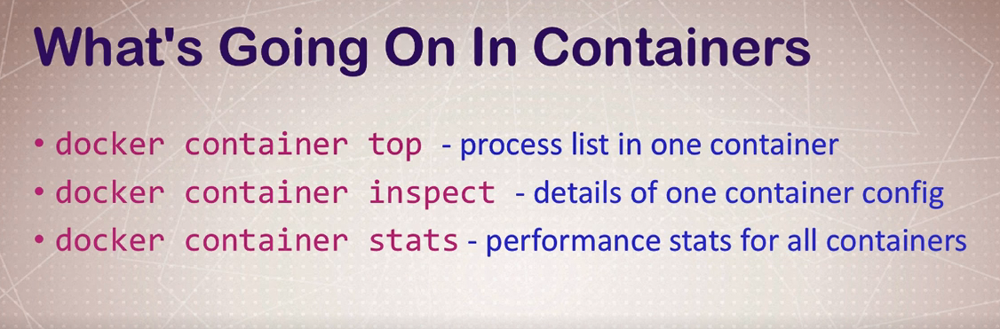 What's Going On In Containers
• docker container top - process list in one container
• docker container inspect - details of one container config
• docker container stats - performance stats for all containers